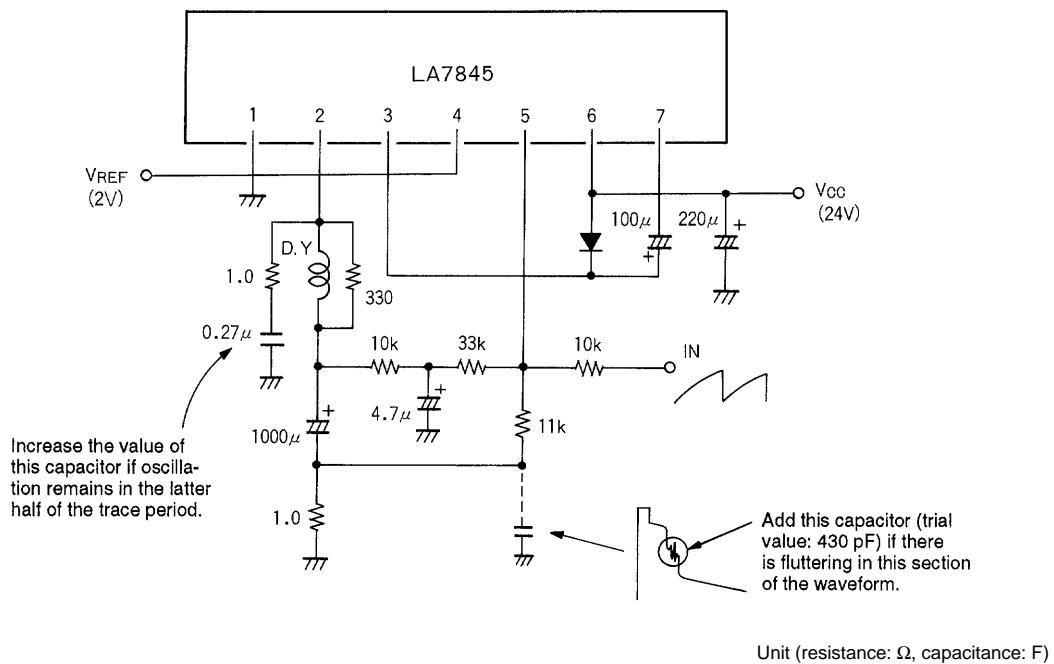 LA7845
1 2 3 4 5 6 7
VREF
(2V)
VCC
(24V)
100μ 220μ
+
+
D.Y
1.0
330
0.27μ
10k 33k 10k
IN
+
4.7μ
+
1000μ
11k
1.0
Increase the value of
this capacitor if oscilla-
tion remains in the latter
half of the trace period.
Add this capacitor (trial
value: 430 pF) if there
is fluttering in this section
of the waveform.
Unit (resistance: Ω, capacitance: F)